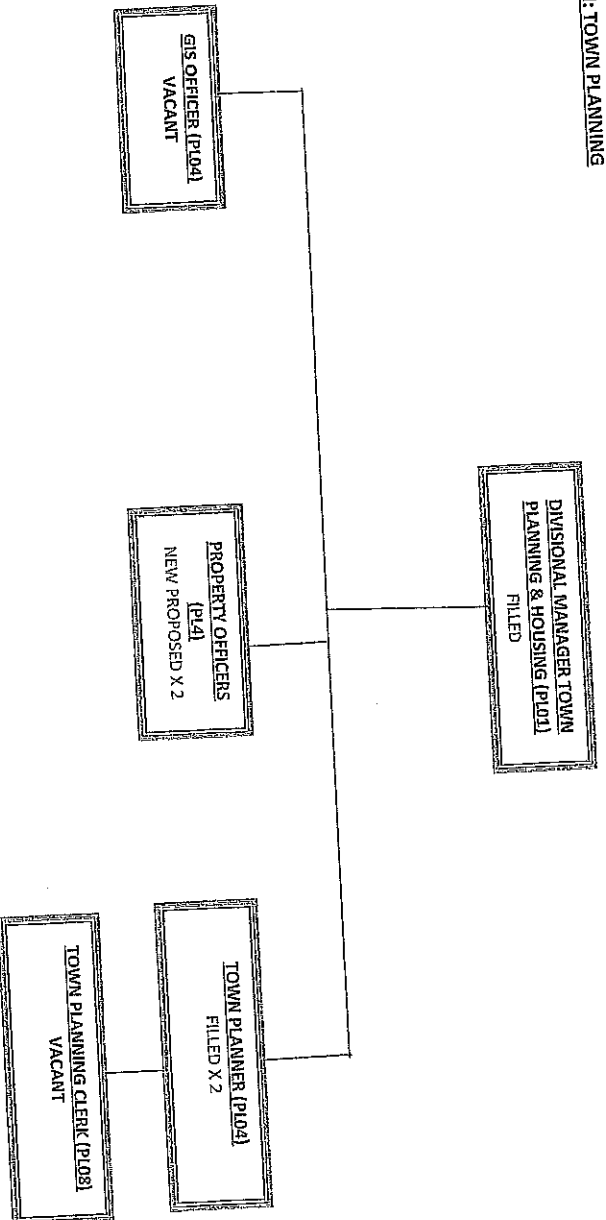 : TOWN PLANNING
DIVISIONAL MANAGER TOWN
PLANNING & HOUSING (PL01)
FILLED
GIS OFFICER (PL04)
VACANT
PROPERTY OFFICERS
(PL4)
NEW PROPOSED X 2
TOWN PLANNER (PL04)
FILLED X 2
TOWN PLANNING CLERK (PL08)
VACANT